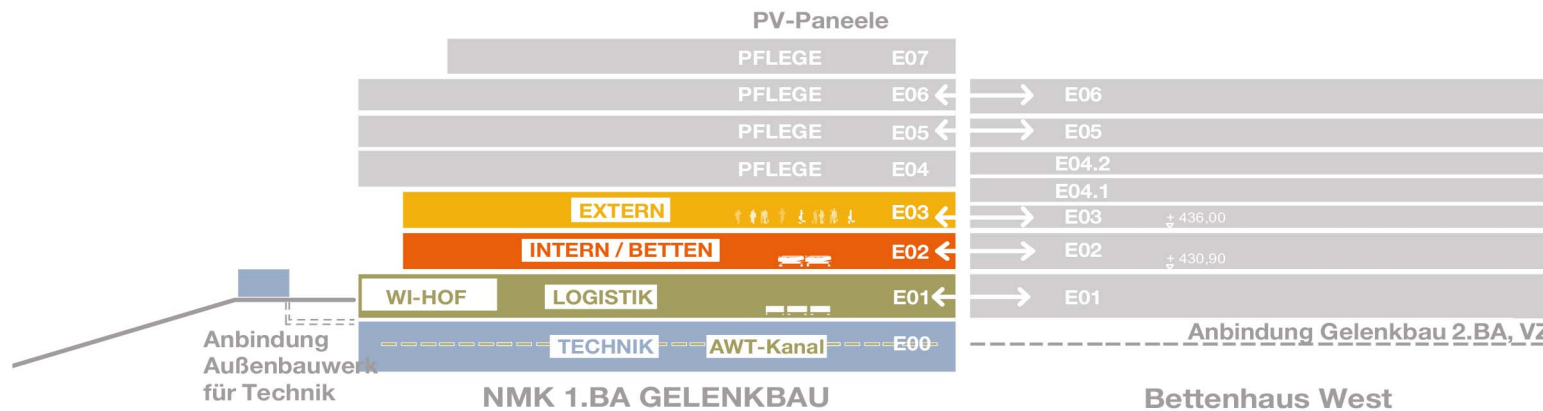 PV-Paneele
PFLEGE E07
PFLEGE E06 E06
PFLEGE E05 E05
PFLEGE E04 E04.2
E04.1
EXTERN E03 E03 + 436,00
INTERN / BETTEN E02 E02 + 430,90
WI-HOF LOGISTIK E01 E01
Anbindung
Außenbauwerk
für Technik
TECHNIK AWT-Kanal E00
Anbindung Gelenkbau 2.BA, VZ
NMK 1.BA GELENKBAU
Bettenhaus West